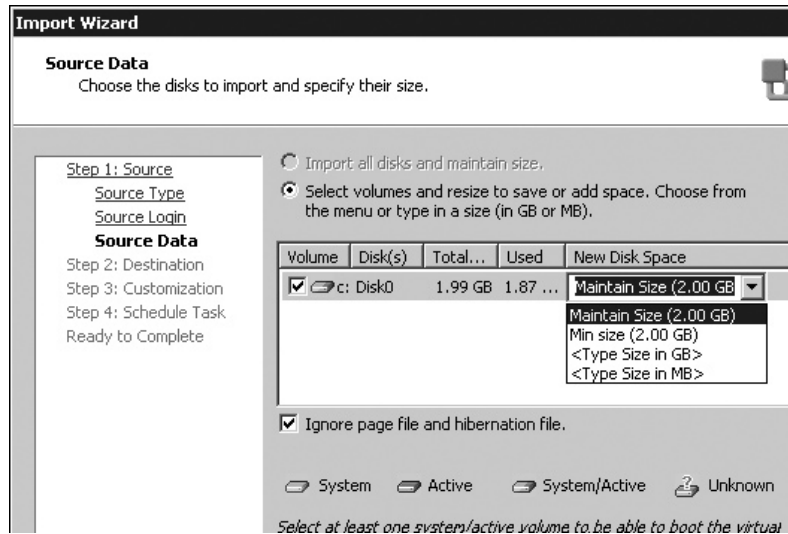 Import Wizard
Source Data
Choose the disks to import and specify their size.
Step 1: Source
Source Type
Source Login
Source Data
Step 2: Destination
Step 3: Customization
Step 4: Schedule Task
Ready to Complete
Import all disks and maintain size.
Select volumes and resize to save or add space. Choose from
the menu or type in a size (in GB or MB).
Volume Disk(s) Total... Used New Disk Space
c: Disk0 1.99 GB 1.87 ... Maintain Size (2.00 GB
Maintain Size (2.00 GB)
Min size (2.00 GB)
<Type Size in GB>
<Type Size in MB>
Ignore page file and hibernation file.
System Active System/Active Unknown
Select at least one system/active volume to be able to boot the virtual